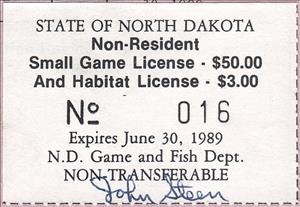 STATE OF NORTH DAKOTA
Non-Resident
Small Game License - $50.00
And Habitat License - $3.00
No 016
Expires June 30, 1989
N.D. Game and Fish Dept.
NON-TRANSFERABLE
John Steen